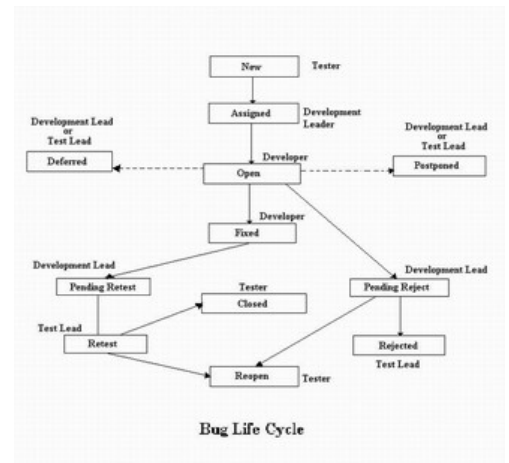 New
Tester
Assigned
Development
Leader
Development Lead
or
Test Lead
Deferred
Developer
Open
Development Lead
or
Test Lead
Postponed
Developer
Fixed
Development Lead
Pending Retest
Development Lead
Pending Reject
Tester
Closed
Test Lead
Retest
Rejected
Test Lead
Reopen
Tester
Bug Life Cycle